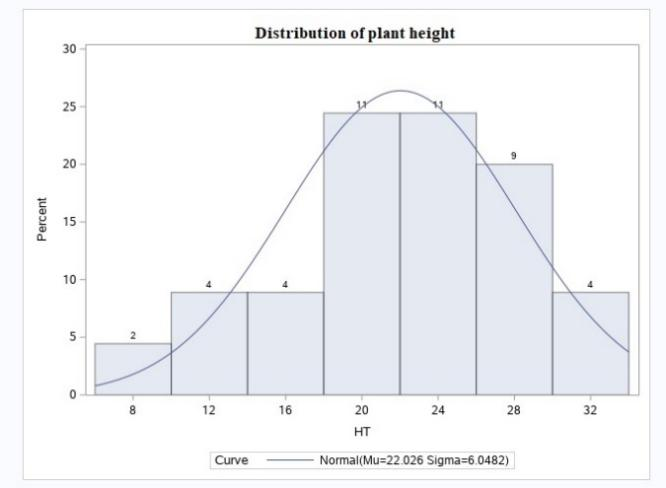 Distribution of plant height
30
25
20
15
10
5
0
Percent
2
4
4
11
11
9
4
8 12 16 20 24 28 32
HT
Curve Normal(Mu=22.026 Sigma=6.0482)